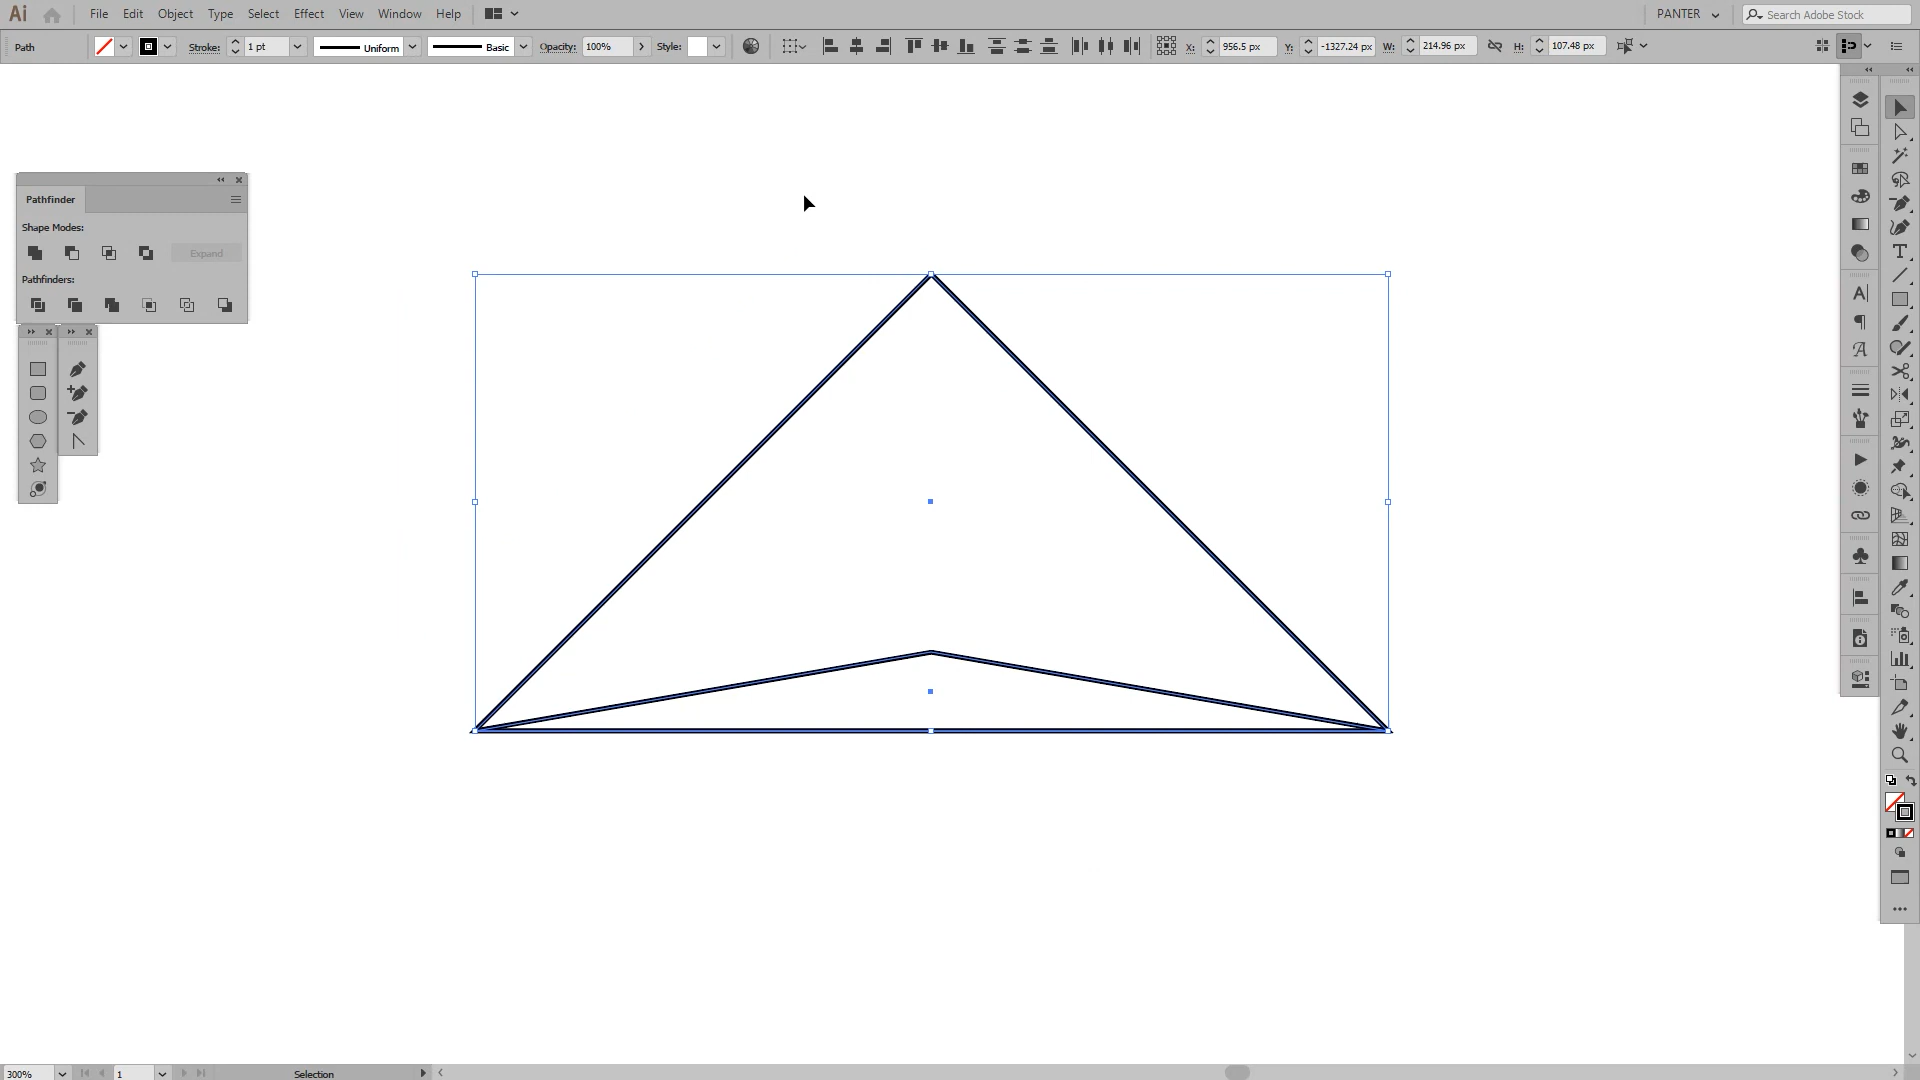 Ai File Edit Object Type Select Effect View Window Help PANTER Search Adobe Stock
Path Stroke: 1 pt Uniform Basic Opacity: 100% Style: X: 956.5 px Y: -1327.24 px W: 214.96 px H: 107.48 px
Pathfinder
Shape Modes:
Expand
Pathfinders:
300% 1 Selection